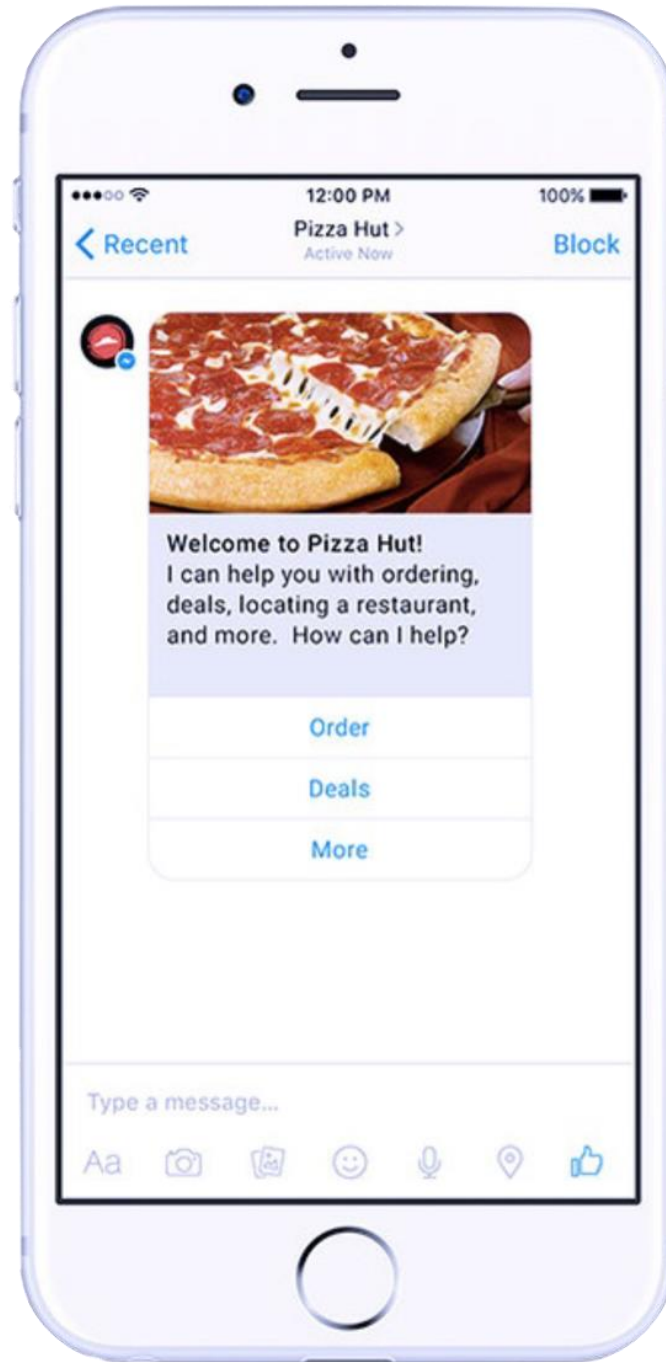 12:00 PM 100%
Recent Pizza Hut > Block
Active Now
Welcome to Pizza Hut!
I can help you with ordering,
deals, locating a restaurant,
and more.  How can I help?
Order
Deals
More
Type a message...
Aa